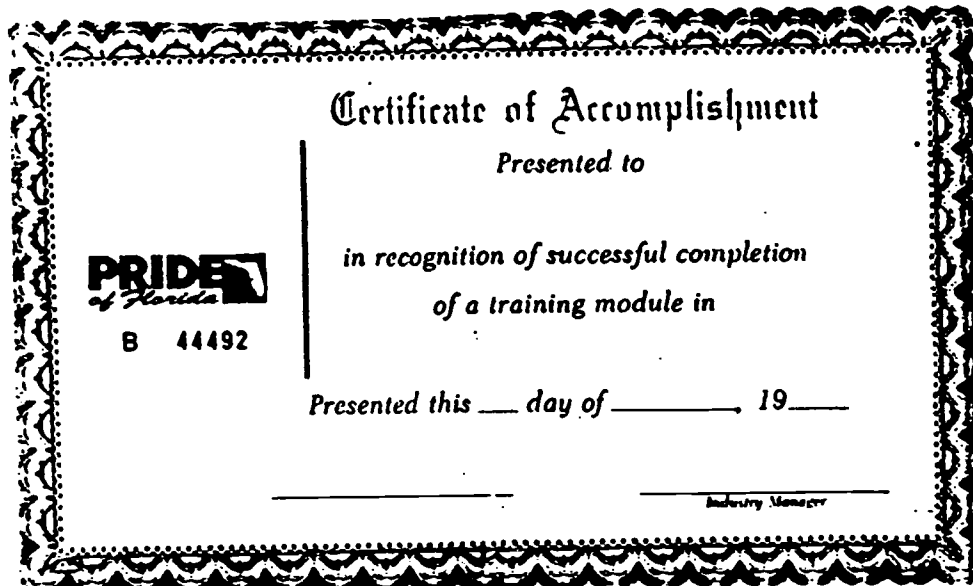 Certificate of Accomplishment
Presented to
in recognition of successful completion
of a training module in
PRIDE
of Florida
B 44492
Presented this __ day of ________, 19____
Industry Manager